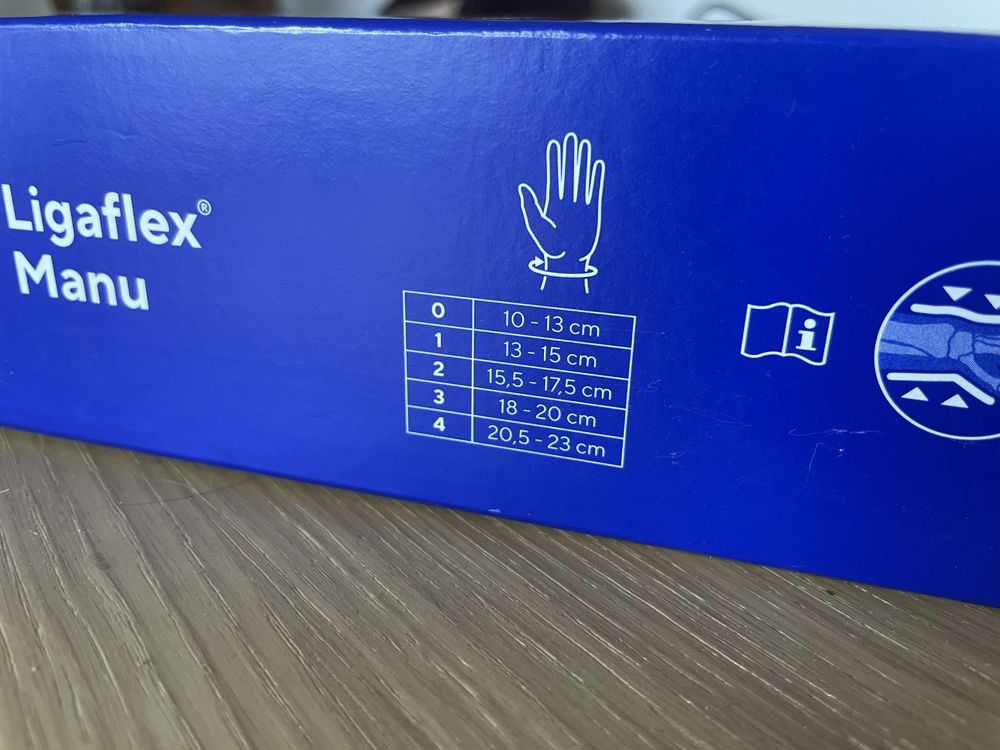 Ligaflex®
Manu
0 10 - 13 cm
1 13 - 15 cm
2 15,5 - 17,5 cm
3 18 - 20 cm
4 20,5 - 23 cm
i